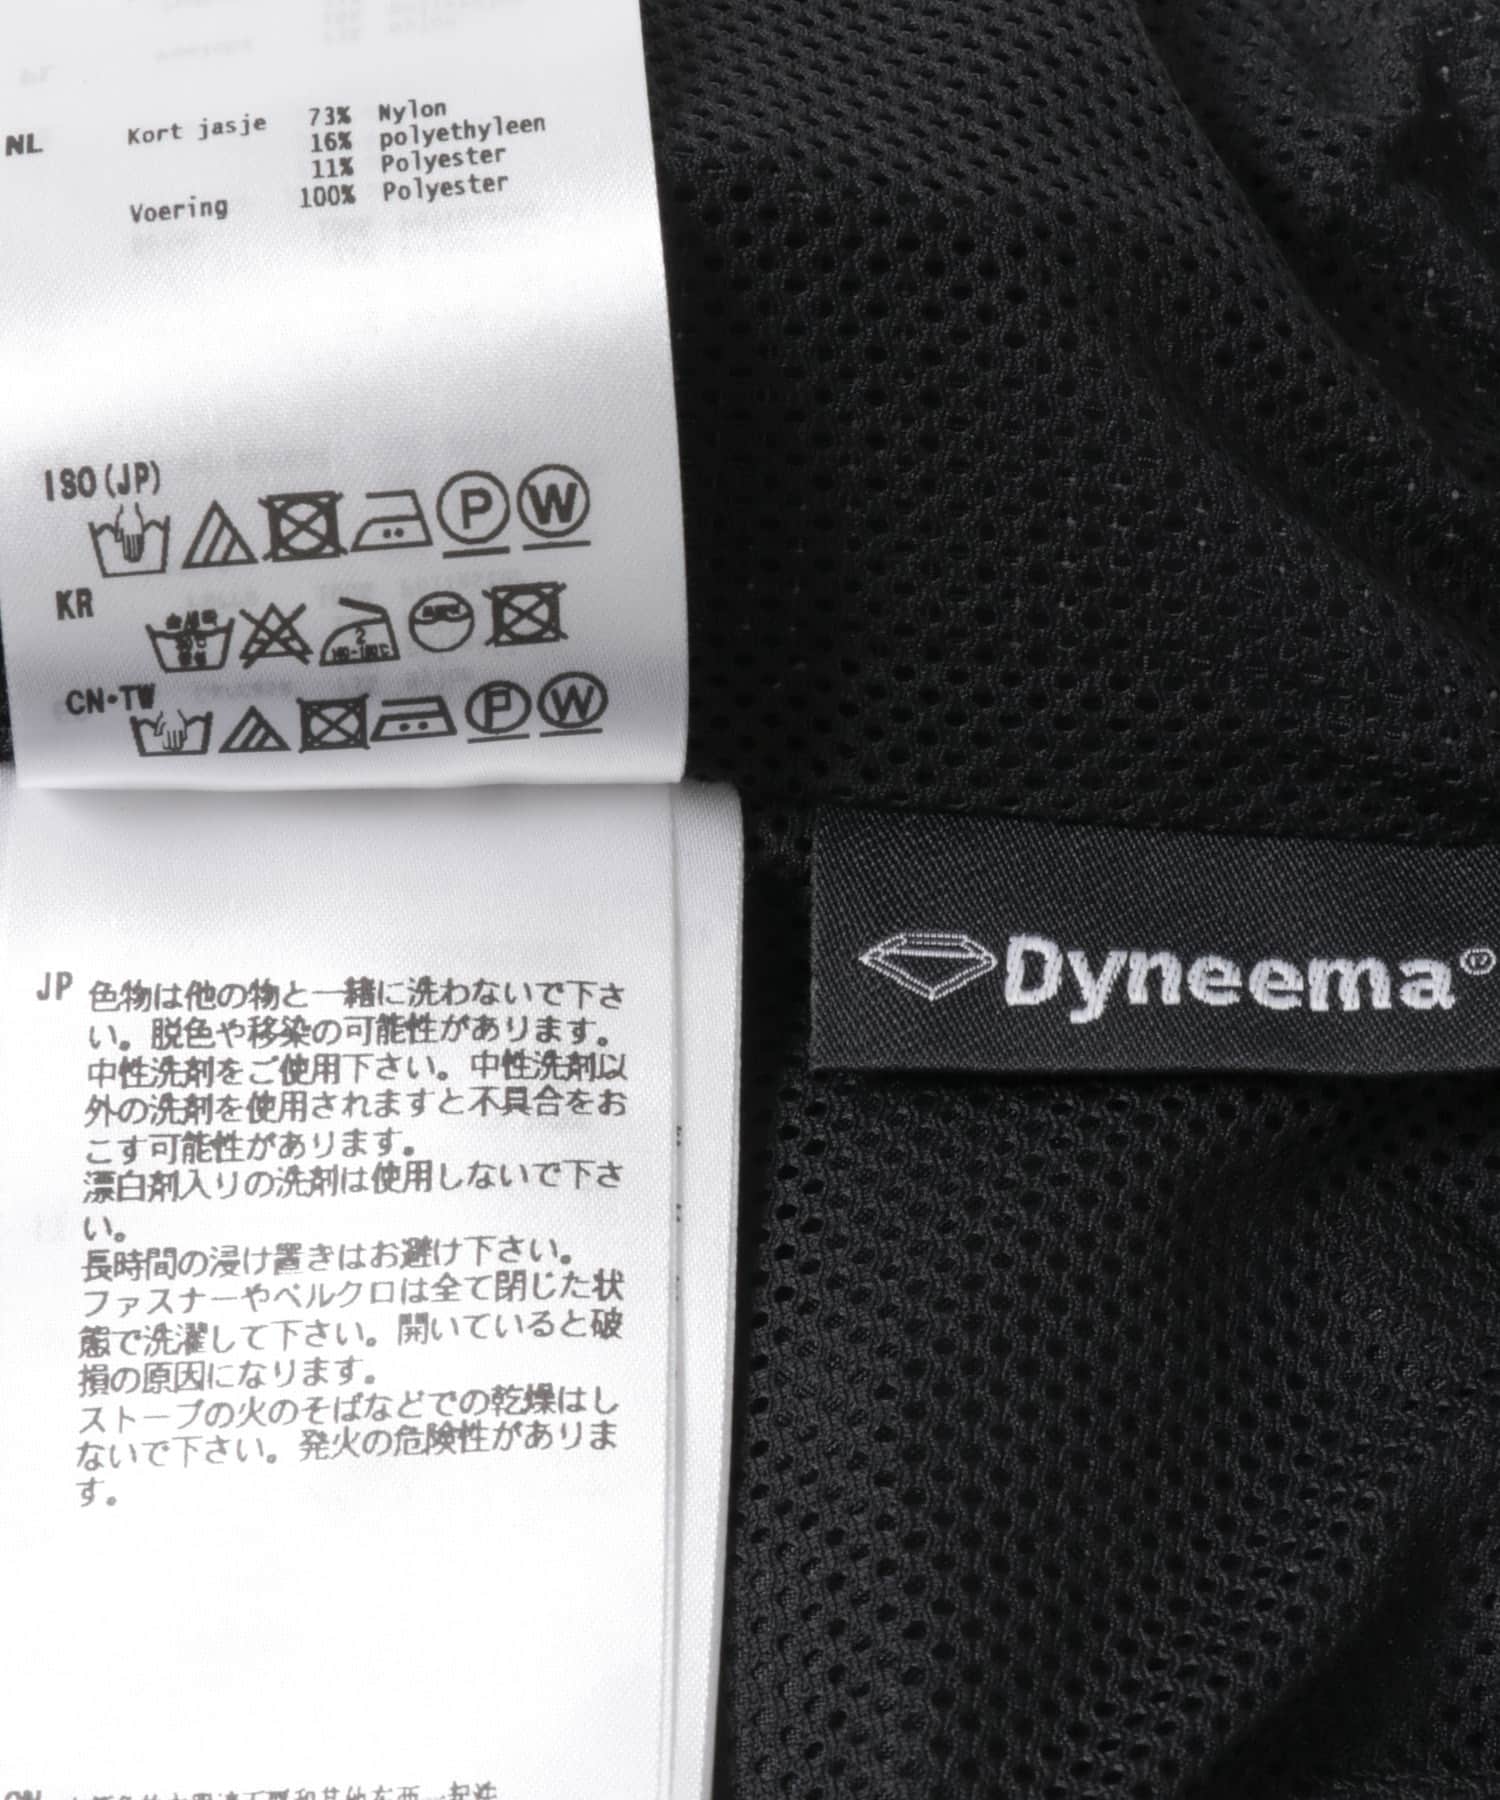 NL
Kort jasje 73% Nylon
16% polyethyleen
11% Polyester
Voering 100% Polyester
ISO(JP)
P W
KR
CN・TW
P W
JP 色物は他の物と一緒に洗わないで下さ
い。脱色や移染の可能性があります。
中性洗剤をご使用下さい。中性洗剤以
外の洗剤を使用されますと不具合をお
こす可能性があります。
漂白剤入りの洗剤は使用しないで下さ
い。
長時間の浸け置きはお避け下さい。
ファスナーやベルクロは全て閉じた状
態で洗濯して下さい。開いていると破
損の原因になります。
ストーブの火のそばなどでの乾燥はし
ないで下さい。発火の危険性がありま
す。
Dyneema®